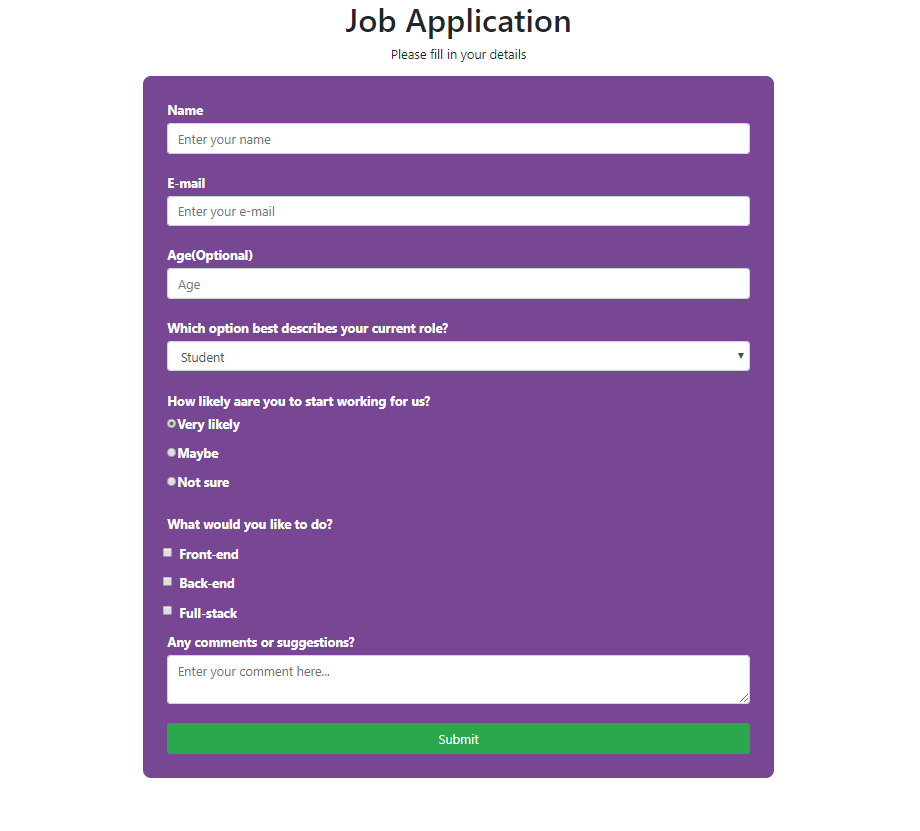 Job Application
Please fill in your details
Name
Enter your name
E-mail
Enter your e-mail
Age(Optional)
Age
Which option best describes your current role?
Student
How likely aare you to start working for us?
Very likely
Maybe
Not sure
What would you like to do?
Front-end
Back-end
Full-stack
Any comments or suggestions?
Enter your comment here...
Submit